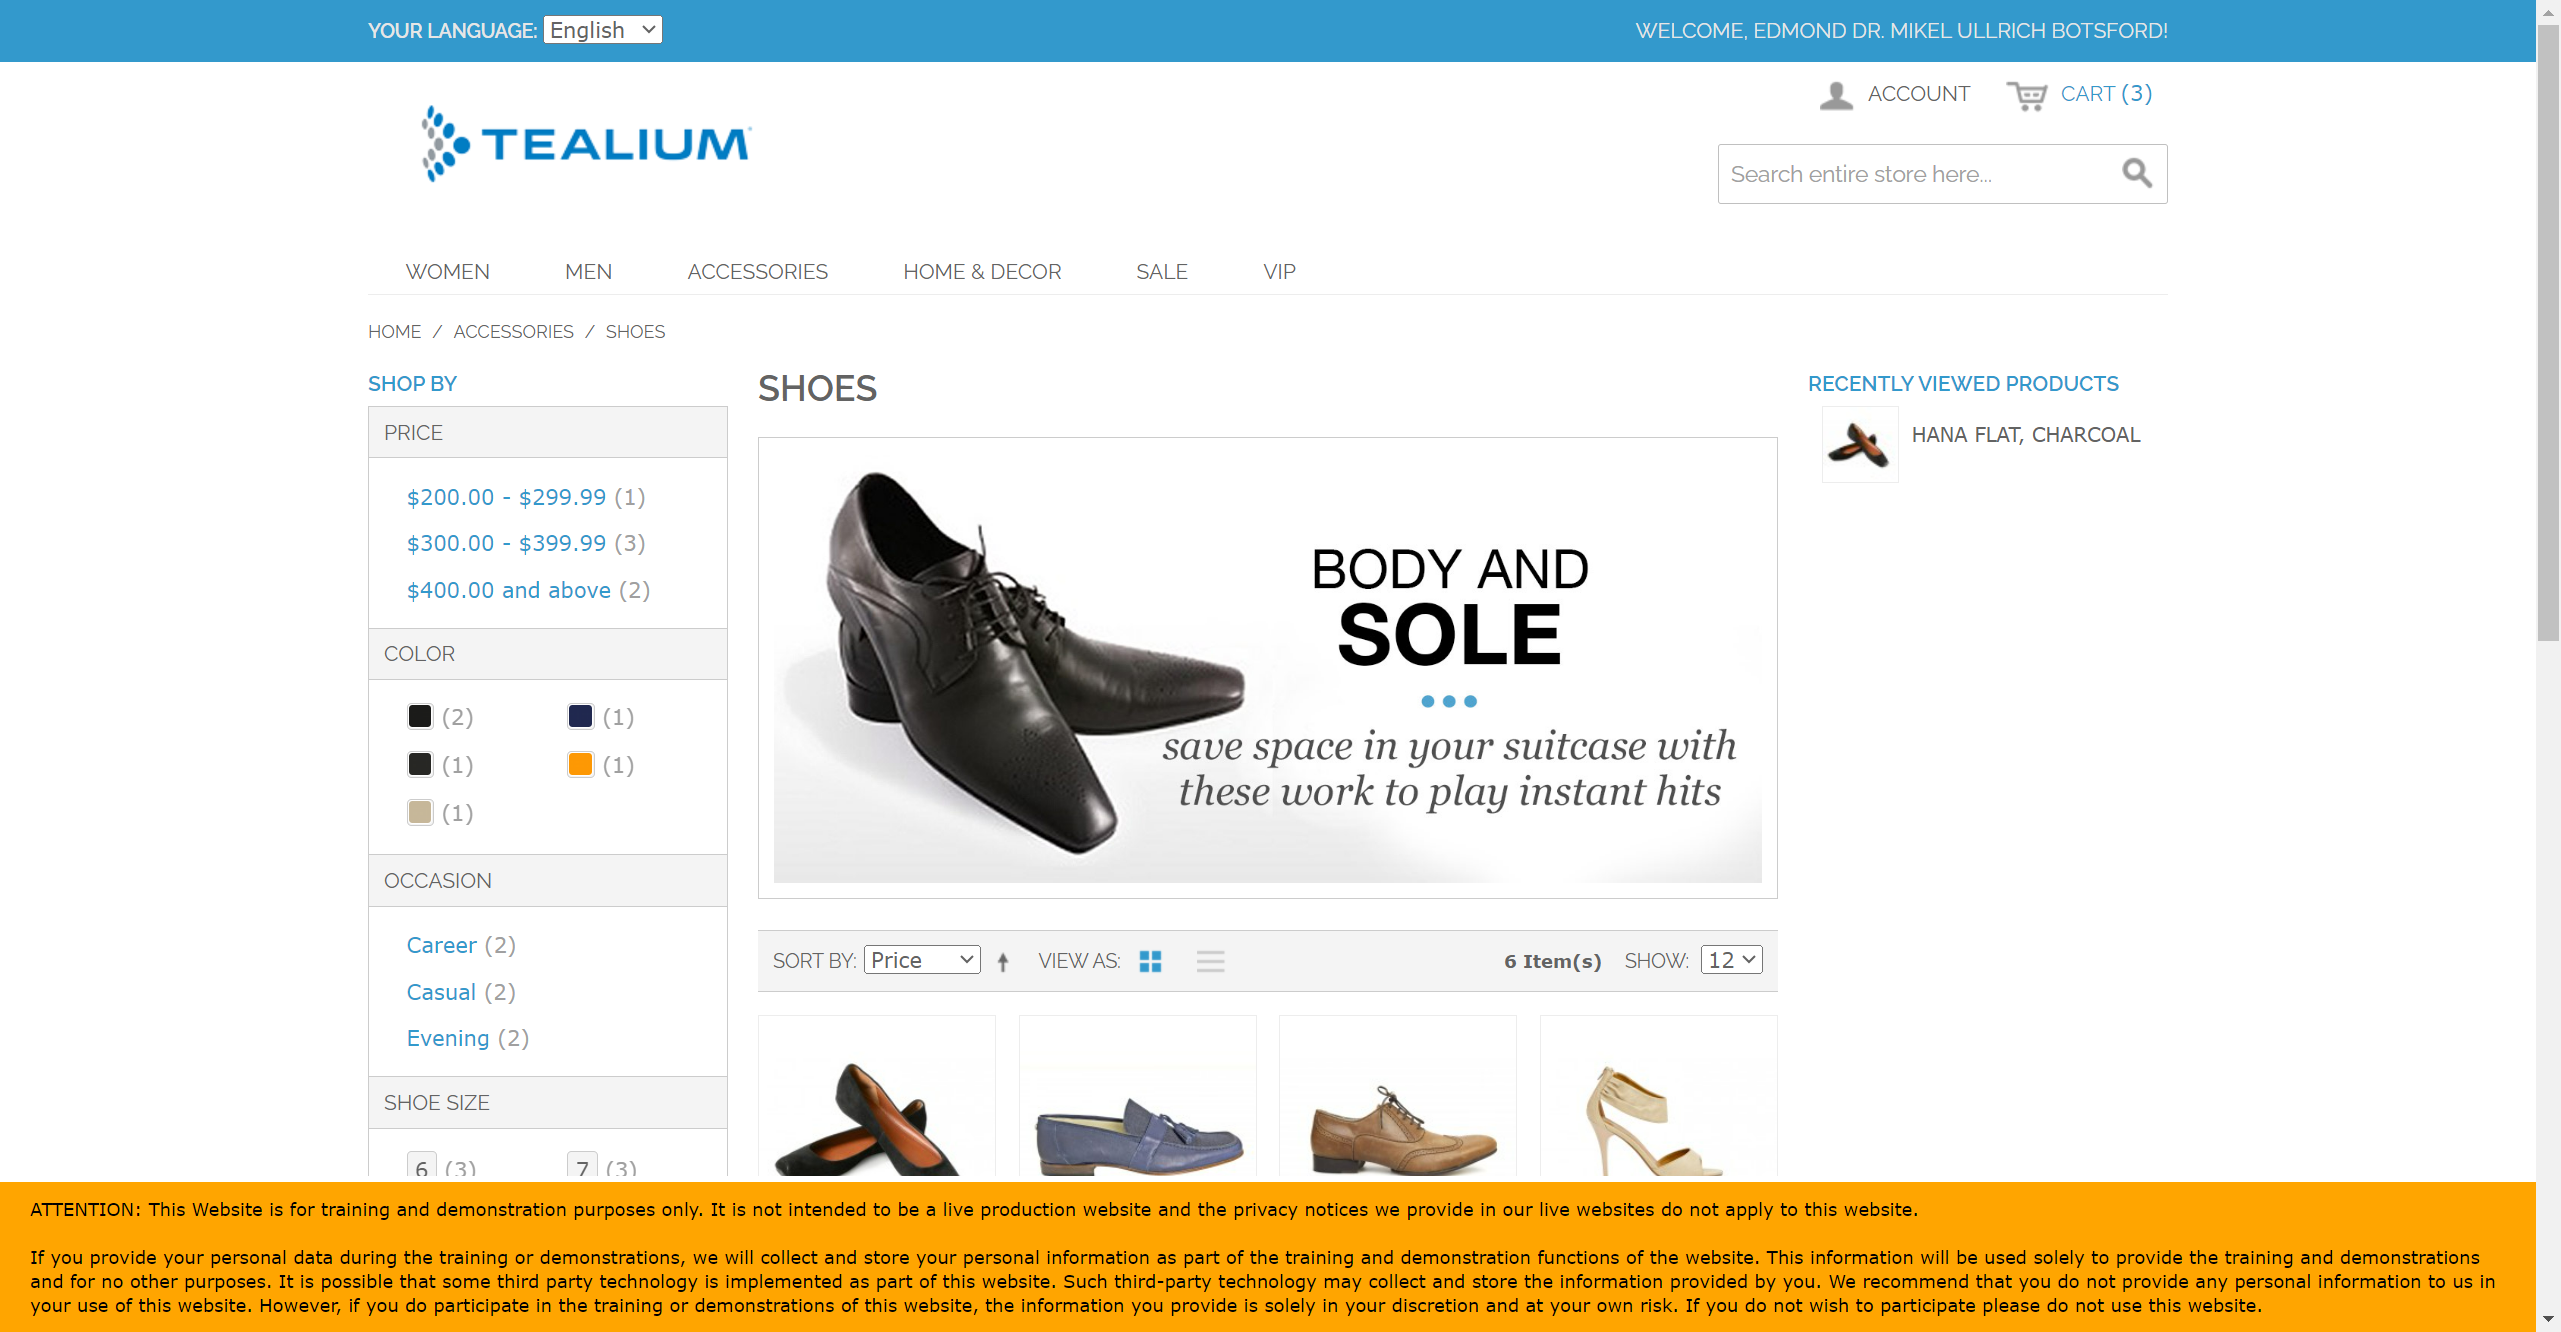 YOUR LANGUAGE: English
WELCOME, EDMOND DR. MIKEL ULLRICH BOTSFORD!
ACCOUNT
CART (3)
TEALIUM
Search entire store here...
WOMEN
MEN
ACCESSORIES
HOME & DECOR
SALE
VIP
HOME / ACCESSORIES / SHOES
SHOP BY
PRICE
$200.00 - $299.99 (1)
$300.00 - $399.99 (3)
$400.00 and above (2)
COLOR
(2)
(1)
(1)
(1)
(1)
OCCASION
Career (2)
Casual (2)
Evening (2)
SHOE SIZE
6 (3)
7 (3)
SHOES
BODY AND
SOLE
save space in your suitcase with
these work to play instant hits
SORT BY: Price
VIEW AS:
6 Item(s)
SHOW: 12
RECENTLY VIEWED PRODUCTS
HANA FLAT, CHARCOAL
ATTENTION: This Website is for training and demonstration purposes only. It is not intended to be a live production website and the privacy notices we provide in our live websites do not apply to this website.
If you provide your personal data during the training or demonstrations, we will collect and store your personal information as part of the training and demonstration functions of the website. This information will be used solely to provide the training and demonstrations
and for no other purposes. It is possible that some third party technology is implemented as part of this website. Such third-party technology may collect and store the information provided by you. We recommend that you do not provide any personal information to us in
your use of this website. However, if you do participate in the training or demonstrations of this website, the information you provide is solely in your discretion and at your own risk. If you do not wish to participate please do not use this website.